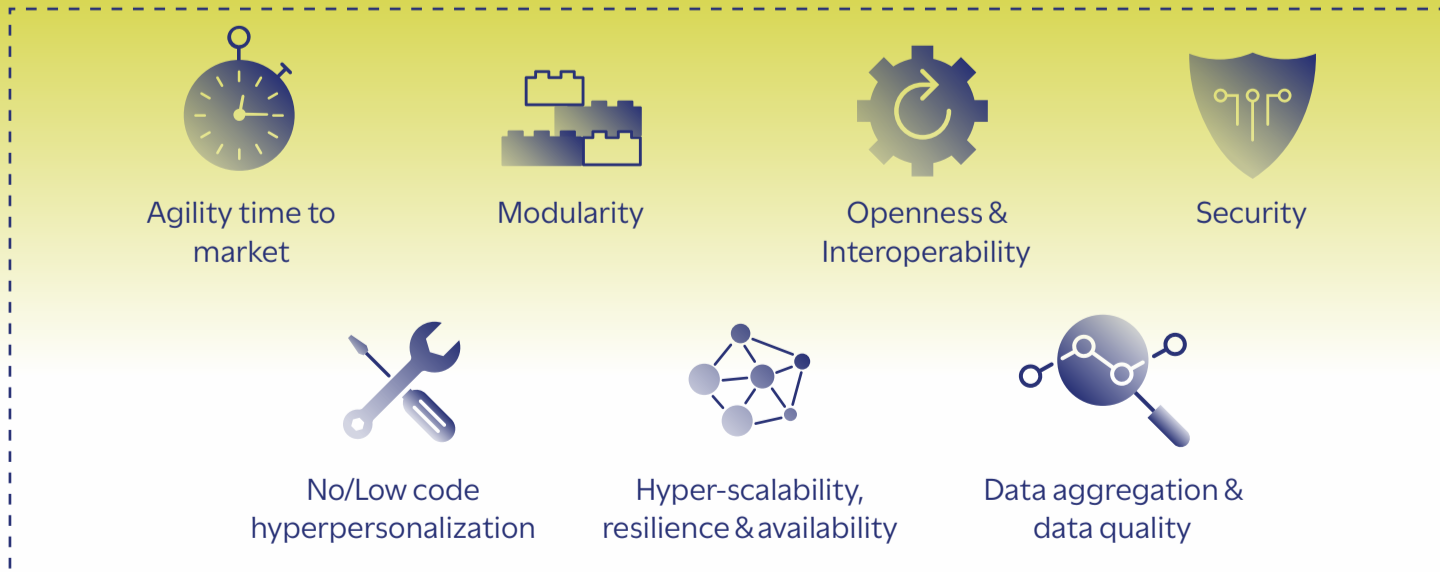 Agility time to
market
Modularity
Openness &
Interoperability
Security
No/Low code
hyperpersonalization
Hyper-scalability,
resilience & availability
Data aggregation &
data quality